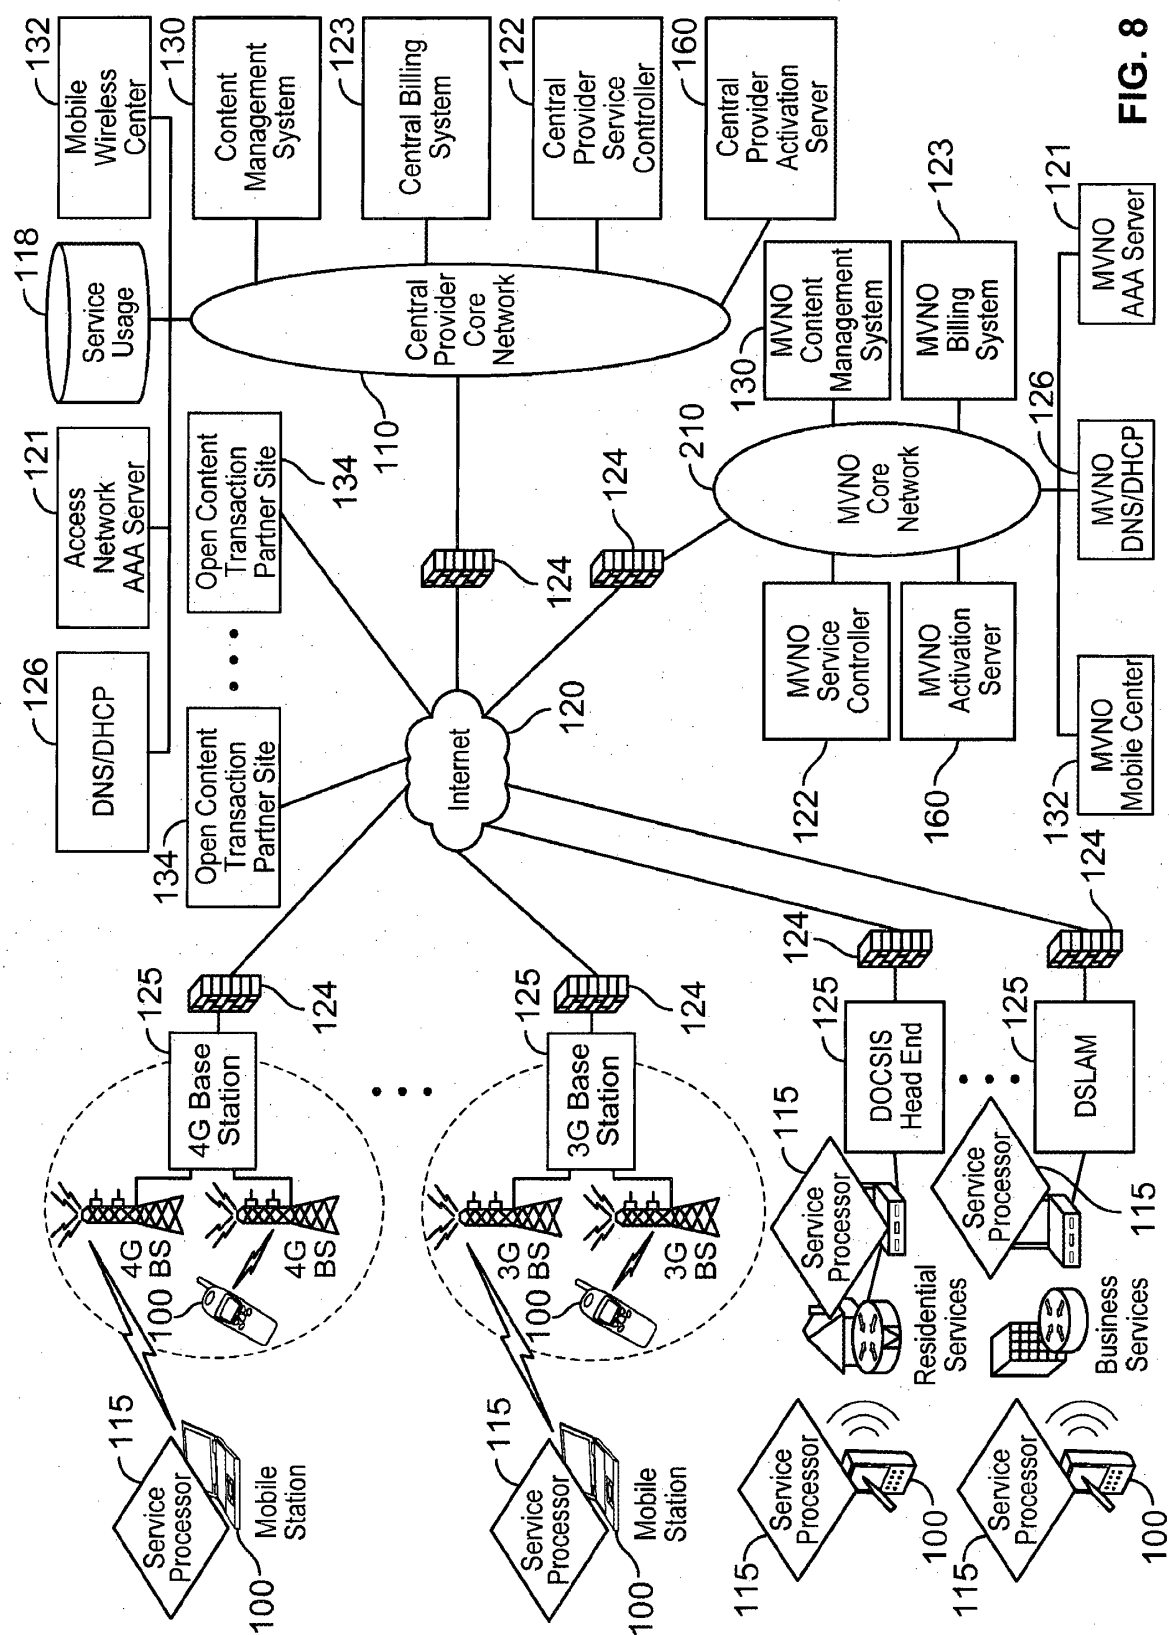 132
Mobile
Wireless
Center
130
Content
Management
System
123
Central Billing
System
122
Central
Provider
Service
Controller
160
Central
Provider
Activation
Server
118
Service
Usage
121
Access
Network
AAA Server
126
DNS/DHCP
Central
Provider
Core
Network
110
Open Content
Transaction
Partner Site
134
Open Content
Transaction
Partner Site
134
124
124
Internet
120
210
MVNO
Core
Network
130
MVNO
Content
Management
System
MVNO
Billing
System
123
MVNO
Service
Controller
122
MVNO
Activation
Server
160
121
MVNO
AAA Server
126
MVNO
DNS/DHCP
132
MVNO
Mobile Center
125
4G Base
Station
124
4G
BS
4G
BS
100
115
Service
Processor
Mobile
Station
100
125
3G Base
Station
124
3G
BS
3G
BS
100
115
Service
Processor
Mobile
Station
100
124
125
DOCSIS
Head End
115
Service
Processor
Residential
Services
124
125
DSLAM
Service
Processor
115
Business
Services
Service
Processor
115
100
Service
Processor
115
100
FIG. 8